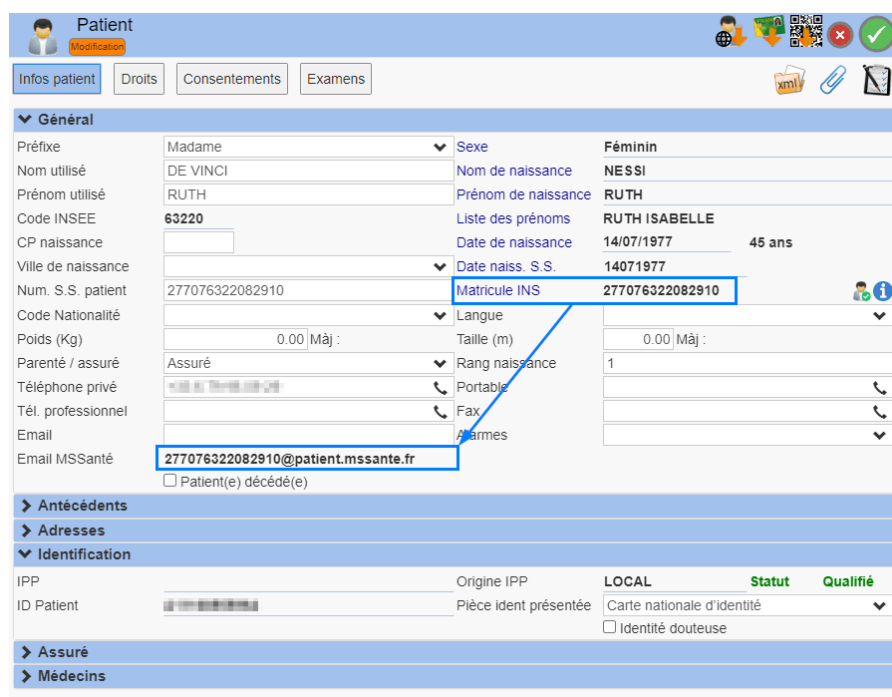 Patient
Modification
Infos patient Droits Consentements Examens
xml
Général
Préfixe Madame Sexe Féminin
Nom utilisé DE VINCI Nom de naissance NESSI
Prénom utilisé RUTH Prénom de naissance RUTH
Code INSEE 63220 Liste des prénoms RUTH ISABELLE
CP naissance Date de naissance 14/07/1977 45 ans
Ville de naissance Date naiss. S.S. 14071977
Num. S.S. patient 277076322082910 Matricule INS 277076322082910
Code Nationalité Langue
Poids (Kg) 0.00 Màj : Taille (m) 0.00 Màj :
Parenté / assuré Assuré Rang naissance 1
Téléphone privé Portable
Tél. professionnel Fax
Email Alarmes
Email MSSanté 277076322082910@patient.mssante.fr
Patient(e) décédé(e)
Antécédents
Adresses
Identification
IPP Origine IPP LOCAL Statut Qualifié
ID Patient Pièce ident présentée Carte nationale d'identité
Identité douteuse
Assuré
Médecins